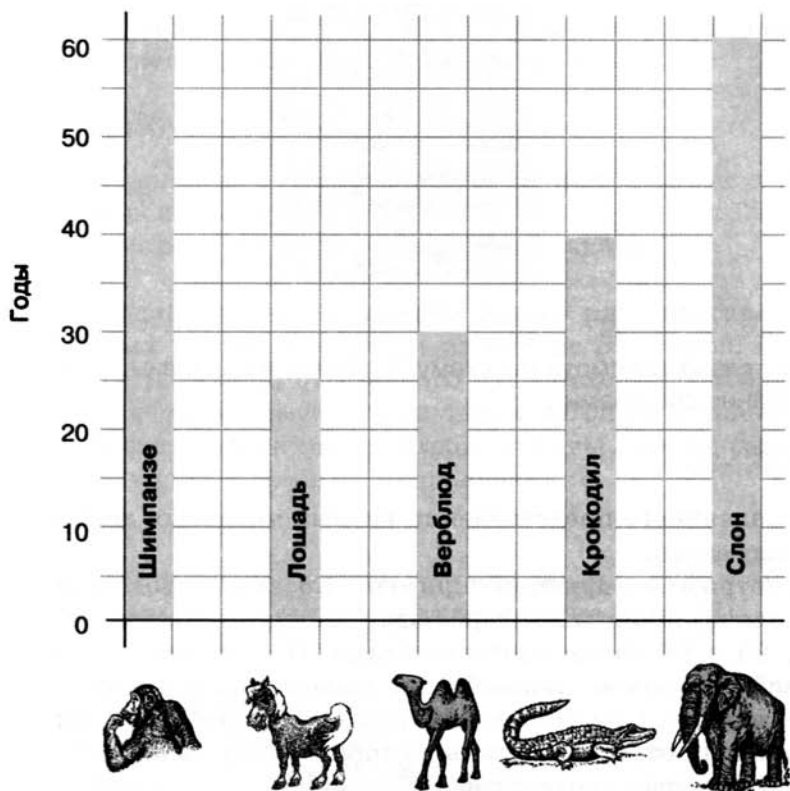 60
50
40
30
20
10
0
Годы
Шимпанзе
Лошадь
Верблюд
Крокодил
Слон